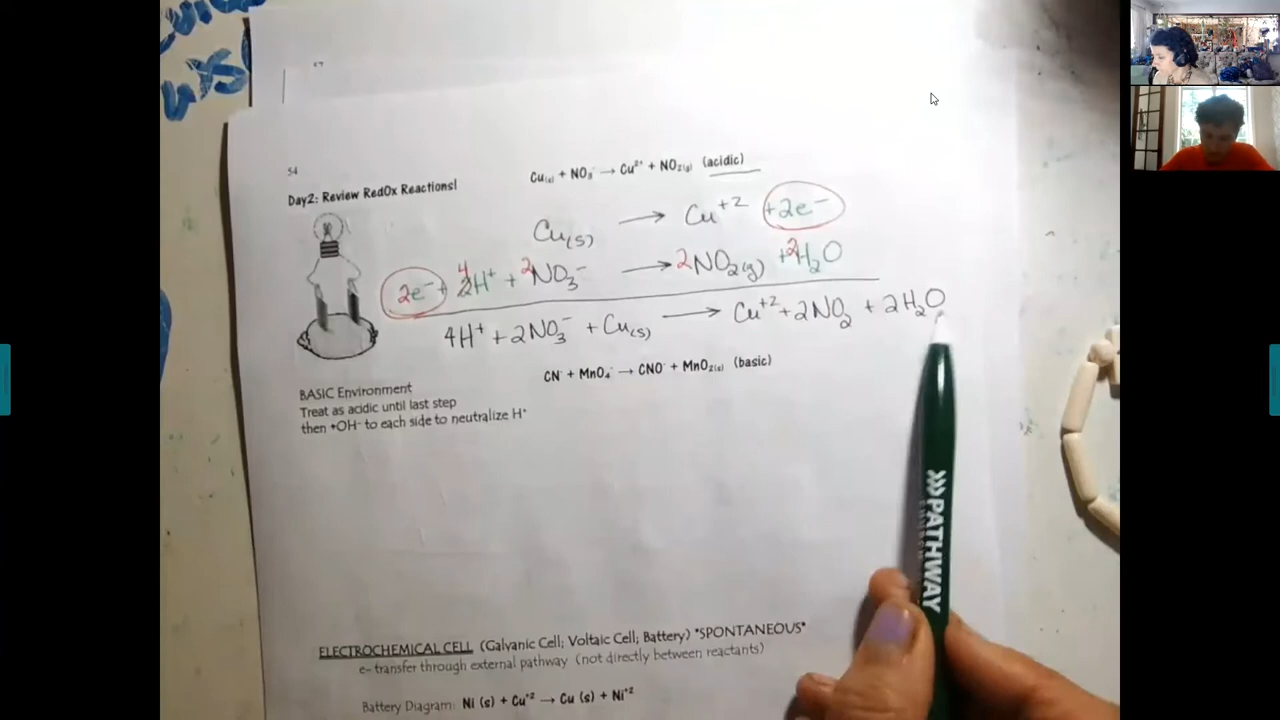 54
Day2: Review RedOx Reactions!
Cu(s) + NO3⁻ → Cu²⁺ + NO2(g) (acidic)
Cu(s) → Cu⁺² +2e⁻
2e⁻ + 4 2H⁺ + 2NO3⁻ → 2NO2(g) + 2H2O
4H⁺ + 2NO3⁻ + Cu(s) → Cu⁺² + 2NO2 + 2H2O
CN⁻ + MnO4⁻ → CNO⁻ + MnO2(s) (basic)
BASIC Environment
Treat as acidic until last step
then +OH⁻ to each side to neutralize H⁺
ELECTROCHEMICAL CELL (Galvanic Cell; Voltaic Cell; Battery) *SPONTANEOUS*
e- transfer through external pathway (not directly between reactants)
Battery Diagram: Ni (s) + Cu⁺² → Cu (s) + Ni⁺²
PATHWAY